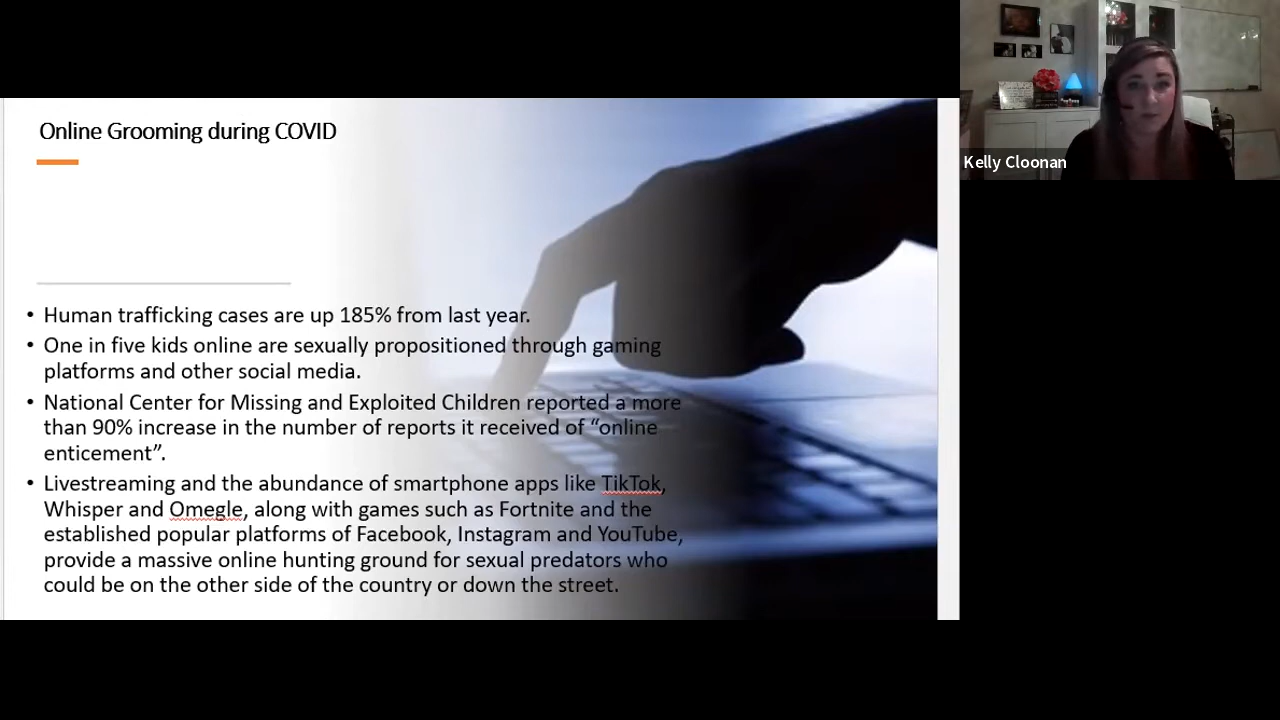 Online Grooming during COVID
Kelly Cloonan
• Human trafficking cases are up 185% from last year.
• One in five kids online are sexually propositioned through gaming
platforms and other social media.
• National Center for Missing and Exploited Children reported a more
than 90% increase in the number of reports it received of “online
enticement”.
• Livestreaming and the abundance of smartphone apps like TikTok,
Whisper and Omegle, along with games such as Fortnite and the
established popular platforms of Facebook, Instagram and YouTube,
provide a massive online hunting ground for sexual predators who
could be on the other side of the country or down the street.